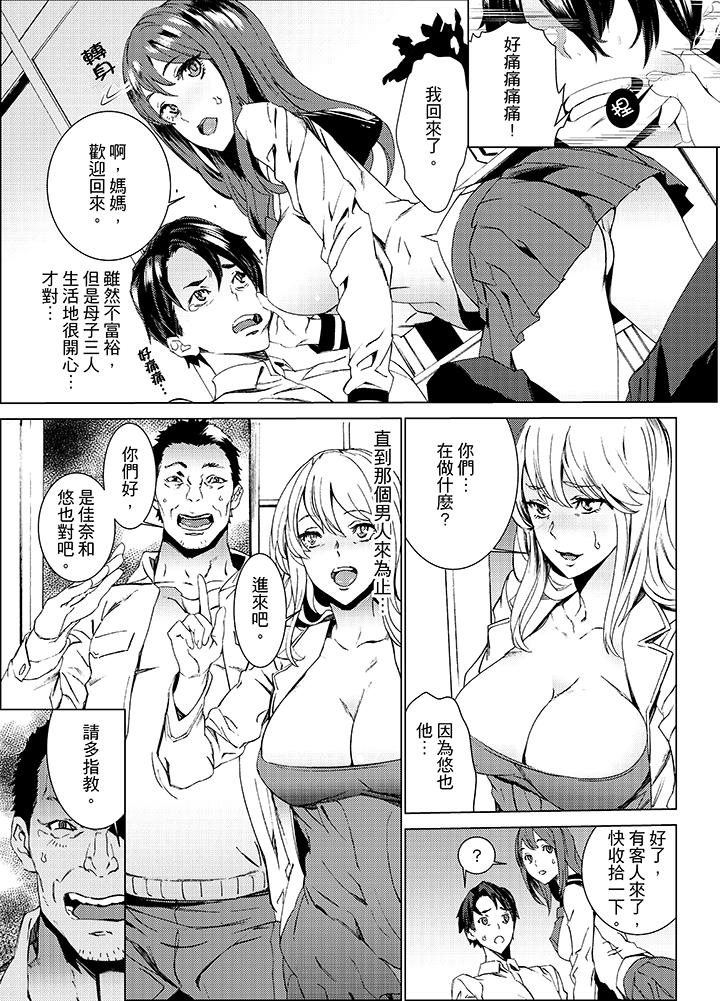 好痛痛痛痛！
我回來了。
轉身
啊，媽媽，
歡迎回來。
雖然不富裕，
但是母子三人
生活地很開心…
才對…
好痛痛…
你們…
在做什麼？
因為悠也
他…
好了，
有客人來了，
快收拾一下。
？
直到那個男人來為止…
進來吧。
你們好，
是佳奈和
悠也對吧。
請多指教。